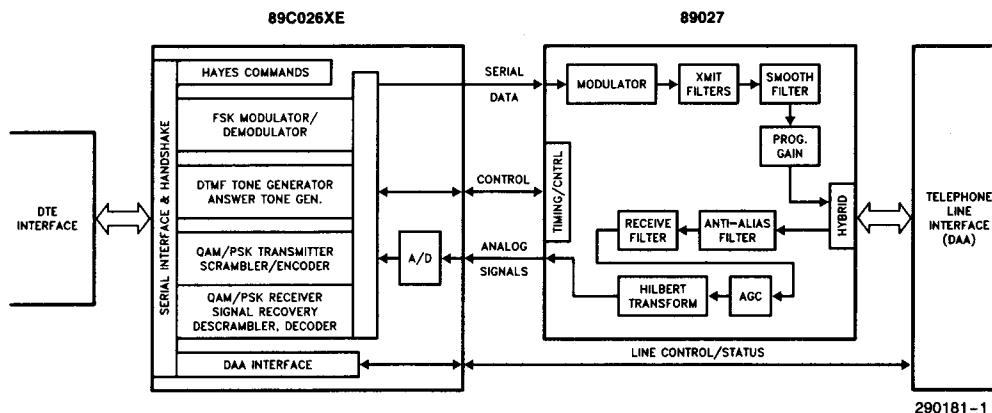 89C026XE
89027
DTE
INTERFACE
SERIAL INTERFACE & HANDSHAKE
HAYES COMMANDS
FSK MODULATOR/
DEMODULATOR
DTMF TONE GENERATOR
ANSWER TONE GEN.
QAM/PSK TRANSMITTER
SCRAMBLER/ENCODER
QAM/PSK RECEIVER
SIGNAL RECOVERY
DESCRAMBLER, DECODER
DAA INTERFACE
A/D
SERIAL
DATA
CONTROL
ANALOG
SIGNALS
TIMING/CNTRL
MODULATOR
XMIT
FILTERS
SMOOTH
FILTER
PROG.
GAIN
HYBRID
RECEIVE
FILTER
ANTI-ALIAS
FILTER
HILBERT
TRANSFORM
AGC
LINE CONTROL/STATUS
TELEPHONE
LINE
INTERFACE
(DAA)
290181-1